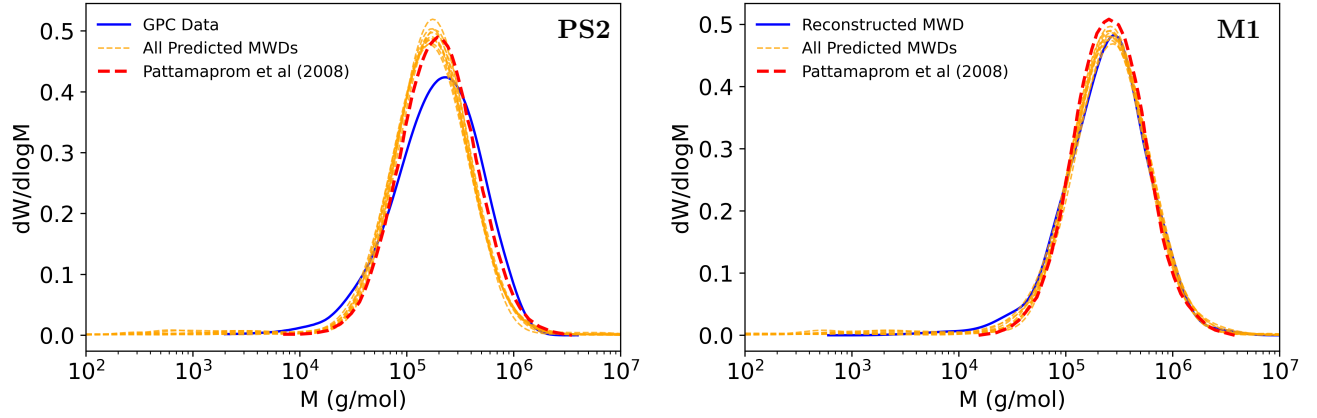 GPC Data
All Predicted MWDs
Pattamaprom et al (2008)
PS2
dW/dlogM
0.5
0.4
0.3
0.2
0.1
0.0
10²
10³
10⁴
10⁵
10⁶
10⁷
M (g/mol)
Reconstructed MWD
All Predicted MWDs
Pattamaprom et al (2008)
M1
dW/dlogM
0.5
0.4
0.3
0.2
0.1
0.0
10²
10³
10⁴
10⁵
10⁶
10⁷
M (g/mol)